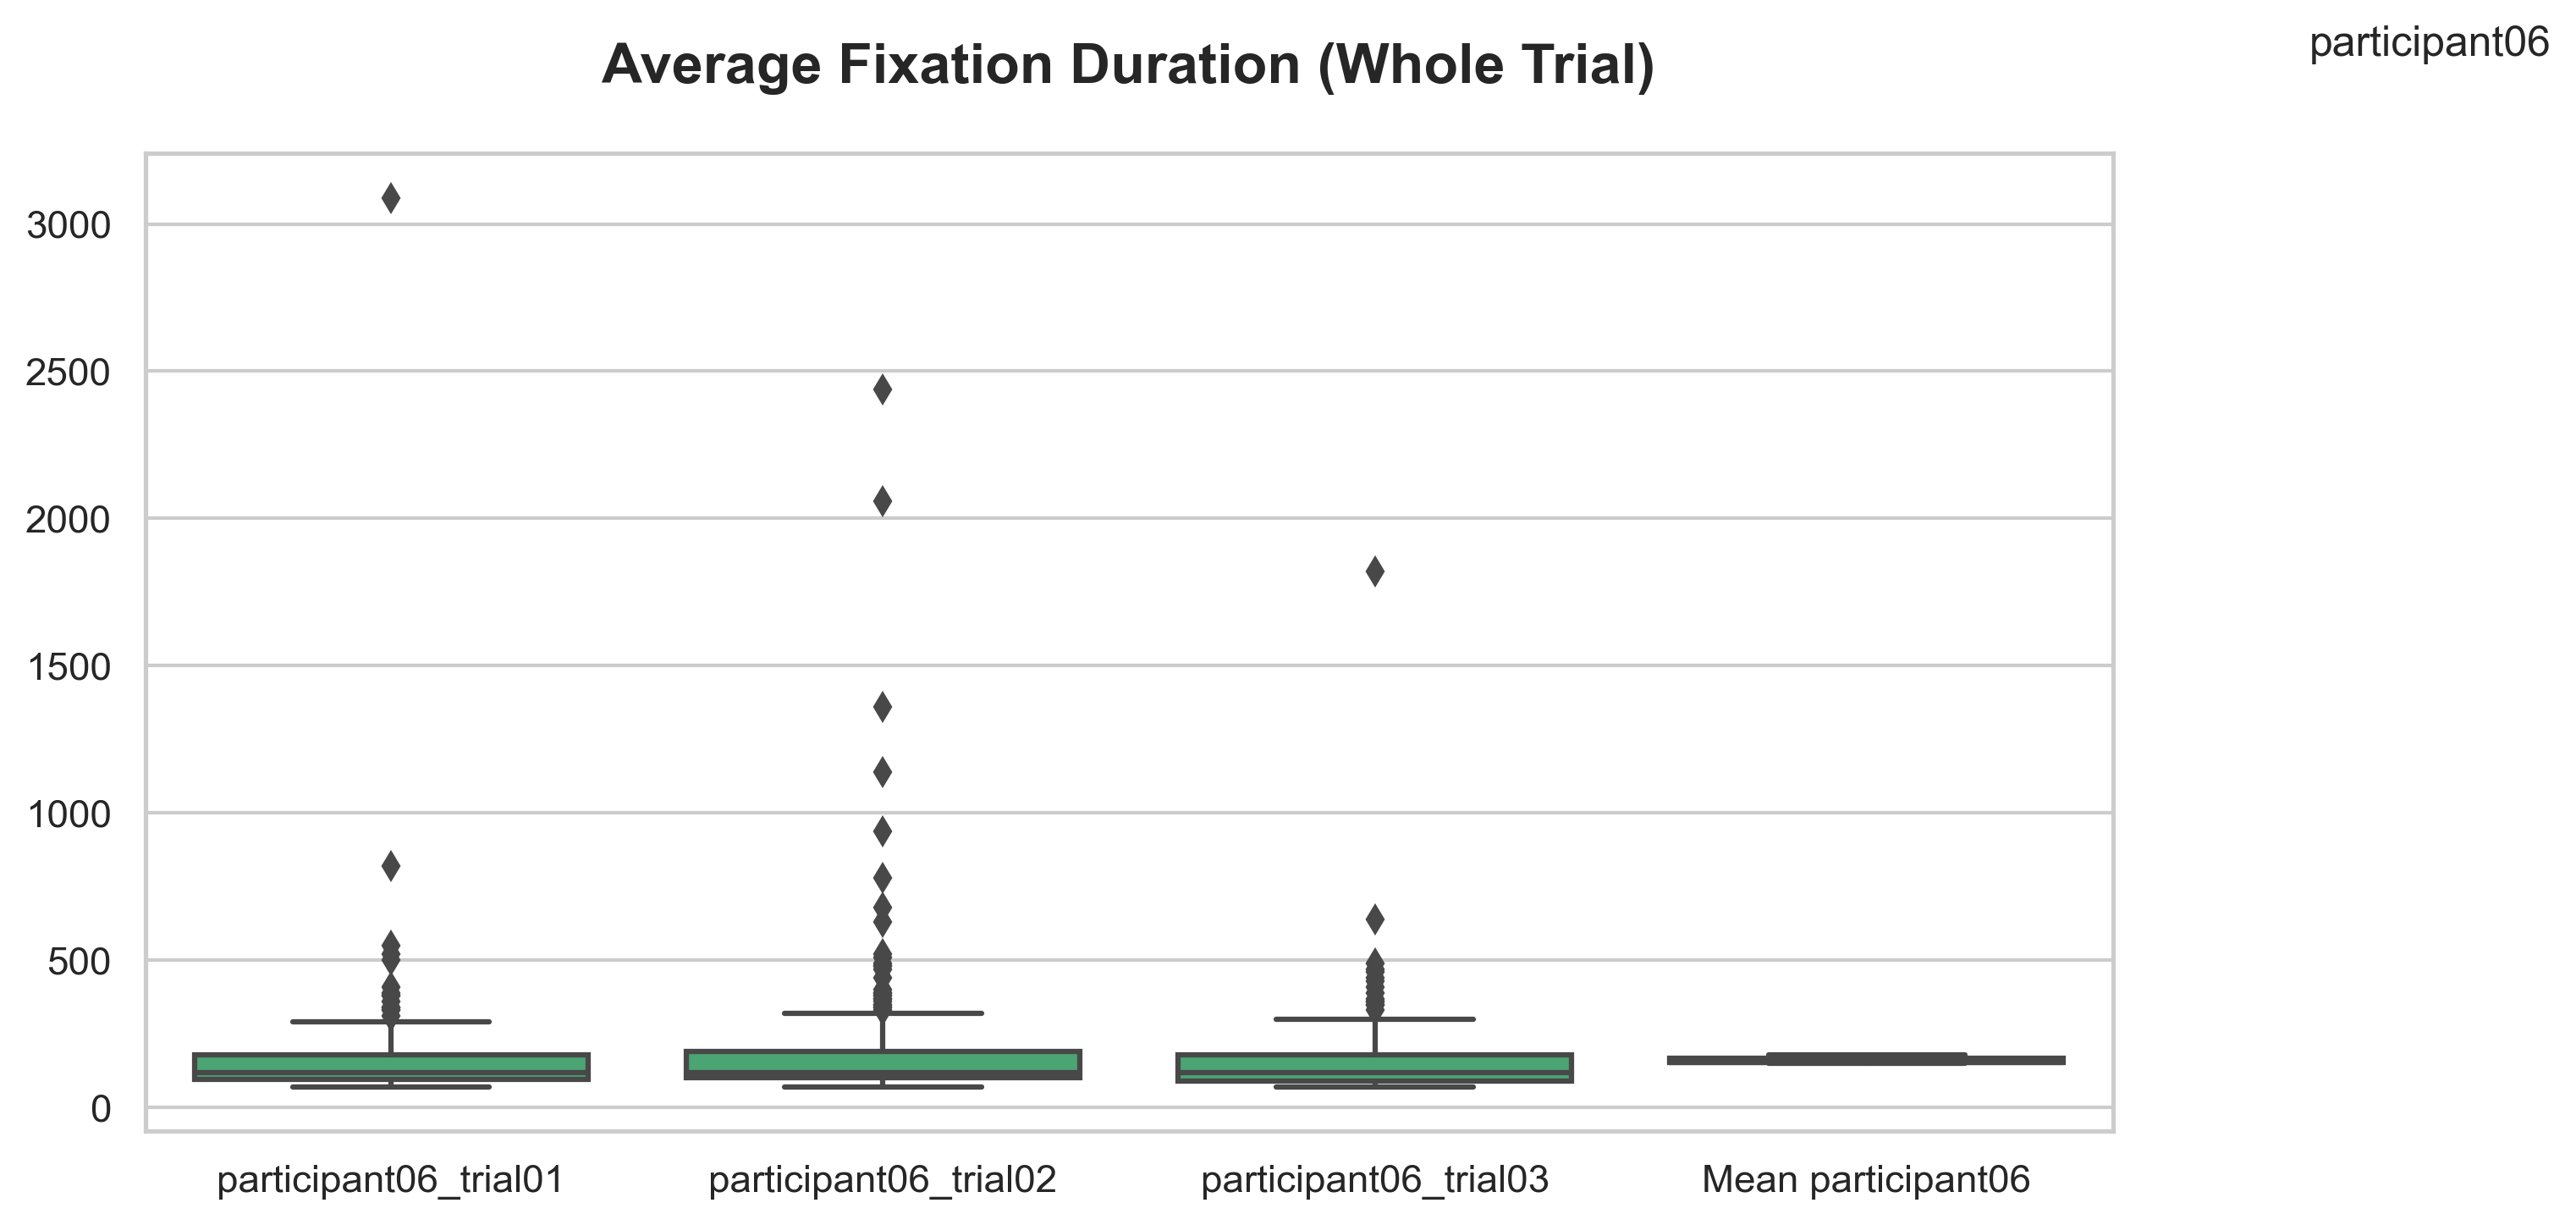 participant06
Average Fixation Duration (Whole Trial)
3000
2500
2000
1500
1000
500
0
participant06_trial01
participant06_trial02
participant06_trial03
Mean participant06